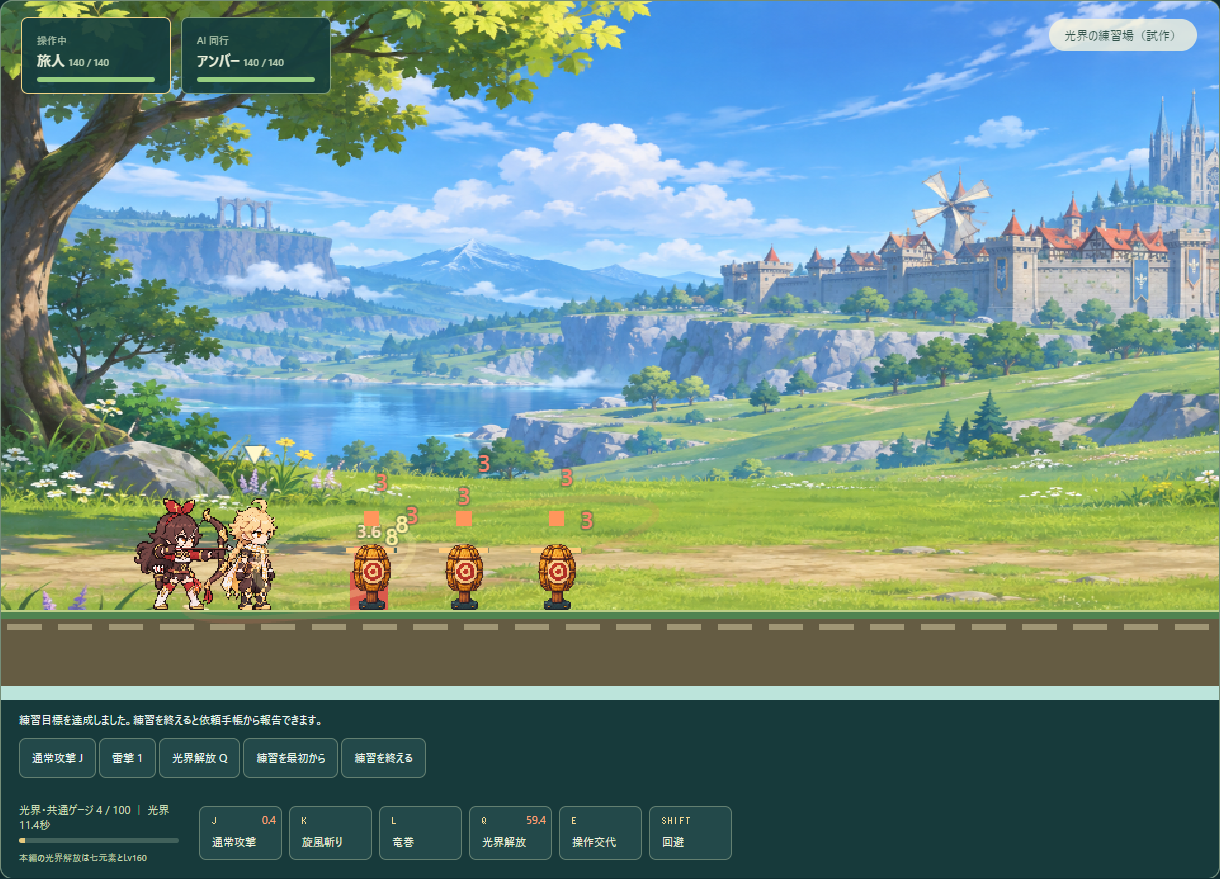 操作中
旅人 140 / 140
AI 同行
アンバー 140 / 140
光界の練習場（試作）
3
3
3
3
3
3
3.6
8
8
練習目標を達成しました。練習を終えると依頼手帳から報告できます。
通常攻撃 J
雷撃 1
光界解放 Q
練習を最初から
練習を終える
光界・共通ゲージ 4 / 100 ｜ 光界
11.4秒
本編の光界解放は七元素とLv160
J 0.4
通常攻撃
K
旋風斬り
L
竜巻
Q 59.4
光界解放
E
操作交代
SHIFT
回避